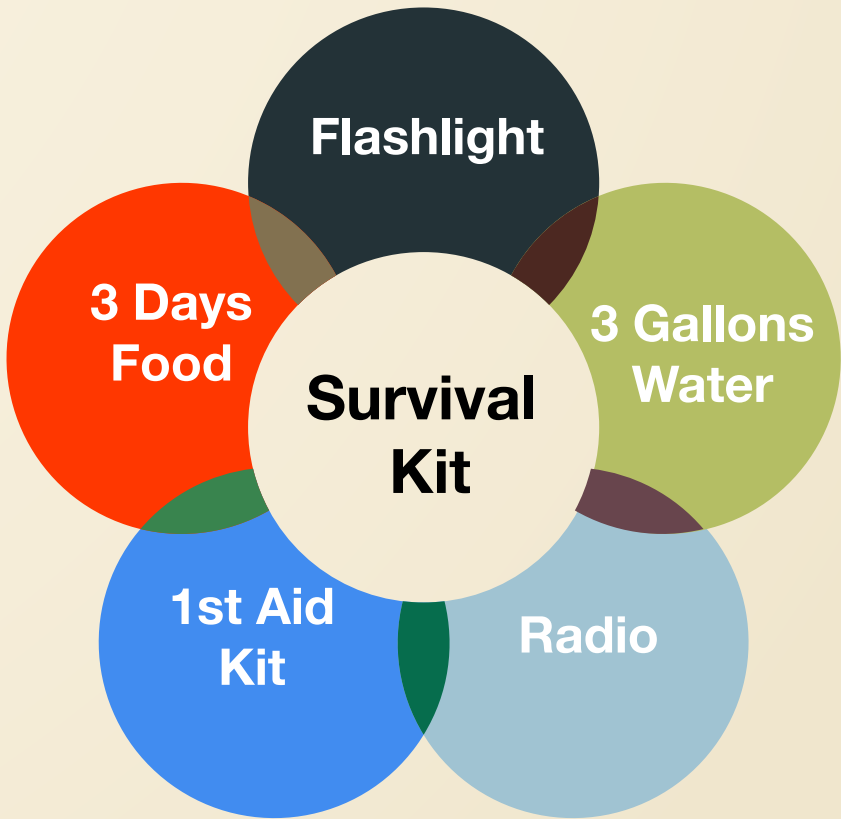 Flashlight
3 Days
Food
3 Gallons
Water
Survival
Kit
1st Aid
Kit
Radio